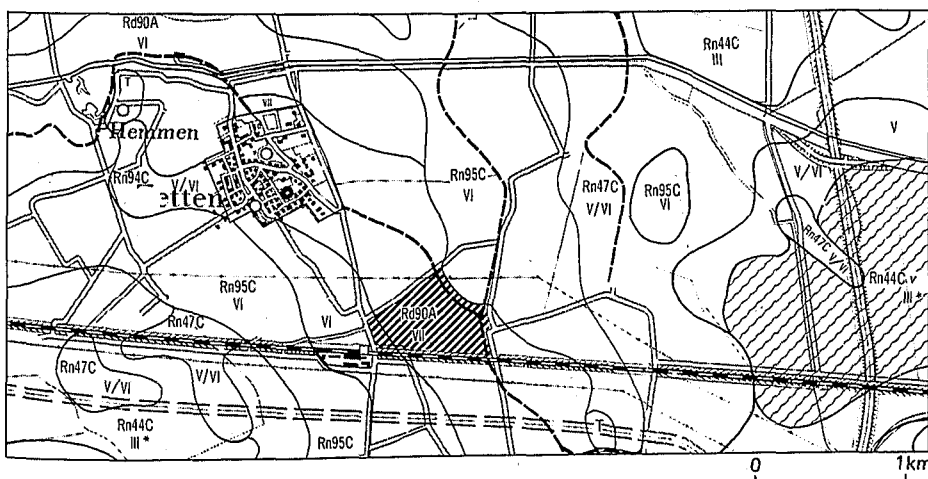 Rd90A
VI
Rn44C
III
T
VII
Hemmen
V
Rn94C
V/VI
etten
Rn95C
VI
Rn47C
V/VI
Rn95C
VI
V/VI
Rn47C V/VI
Rn44C v
III *
Rn95C
VI
VI
Rd90A
VII
Rn47C
Rn47C
V/VI
V/VI
Rn44C
III *
Rn95C
T
0 1km